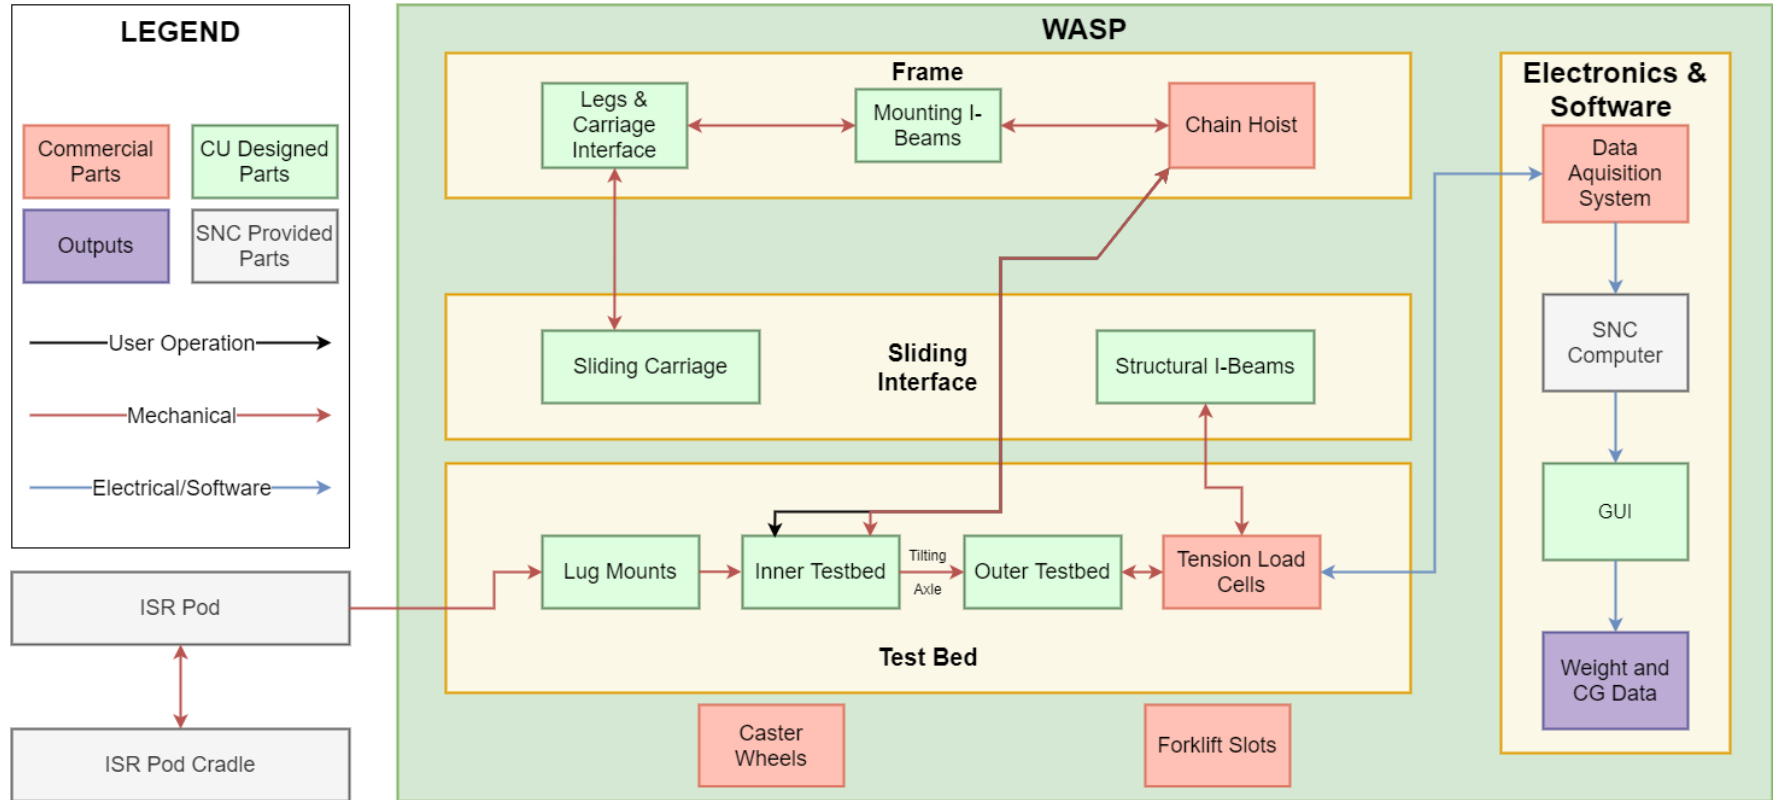 LEGEND
Commercial
Parts
CU Designed
Parts
Outputs
SNC Provided
Parts
User Operation
Mechanical
Electrical/Software
ISR Pod
ISR Pod Cradle
WASP
Frame
Legs &
Carriage
Interface
Mounting I-
Beams
Chain Hoist
Sliding Carriage
Sliding
Interface
Structural I-Beams
Lug Mounts
Inner Testbed
Tilting
Axle
Outer Testbed
Tension Load
Cells
Test Bed
Caster
Wheels
Forklift Slots
Electronics &
Software
Data
Aquisition
System
SNC
Computer
GUI
Weight and
CG Data